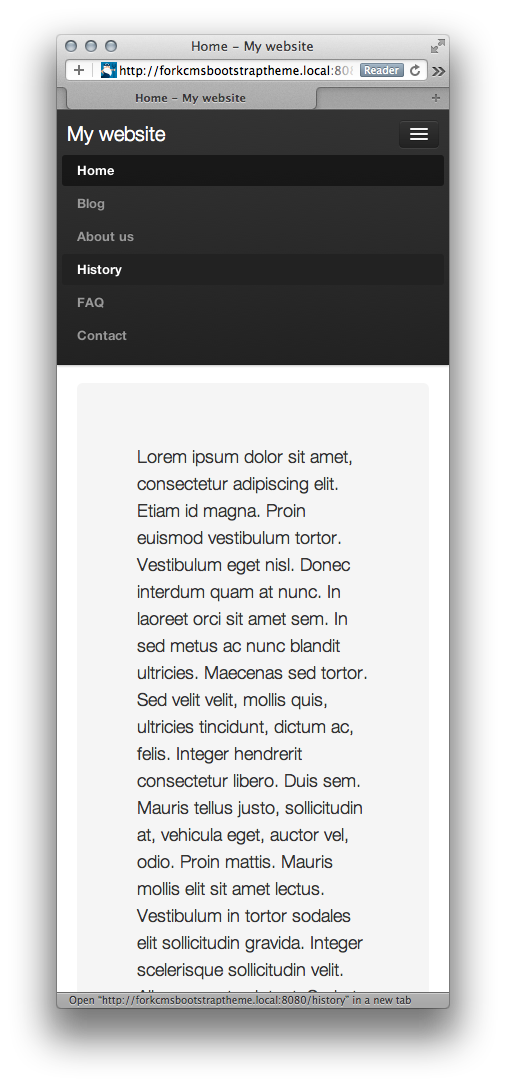 Home – My website
http://forkcmsbootstraptheme.local:808
Reader
Home – My website
My website
Home
Blog
About us
History
FAQ
Contact
Lorem ipsum dolor sit amet,
consectetur adipiscing elit.
Etiam id magna. Proin
euismod vestibulum tortor.
Vestibulum eget nisl. Donec
interdum quam at nunc. In
laoreet orci sit amet sem. In
sed metus ac nunc blandit
ultricies. Maecenas sed tortor.
Sed velit velit, mollis quis,
ultricies tincidunt, dictum ac,
felis. Integer hendrerit
consectetur libero. Duis sem.
Mauris tellus justo, sollicitudin
at, vehicula eget, auctor vel,
odio. Proin mattis. Mauris
mollis elit sit amet lectus.
Vestibulum in tortor sodales
elit sollicitudin gravida. Integer
scelerisque sollicitudin velit.
Open “http://forkcmsbootstraptheme.local:8080/history” in a new tab